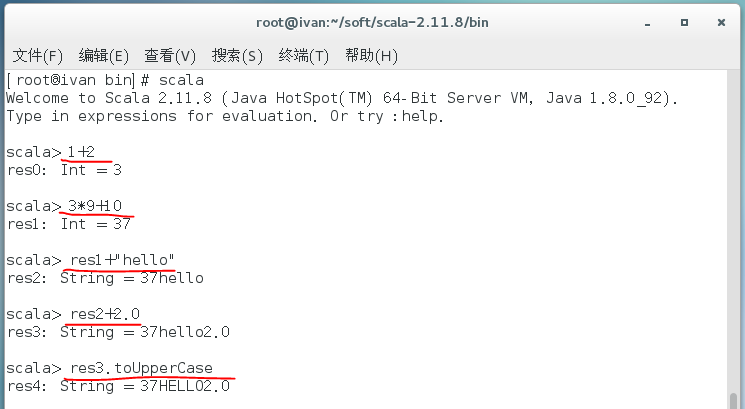 root@ivan:~/soft/scala-2.11.8/bin
文件(F) 编辑(E) 查看(V) 搜索(S) 终端(T) 帮助(H)
[root@ivan bin]# scala
Welcome to Scala 2.11.8 (Java HotSpot(TM) 64-Bit Server VM, Java 1.8.0_92).
Type in expressions for evaluation. Or try :help.
scala> 1+2
res0: Int = 3
scala> 3*9+10
res1: Int = 37
scala> res1+"hello"
res2: String = 37hello
scala> res2+2.0
res3: String = 37hello2.0
scala> res3.toUpperCase
res4: String = 37HELLO2.0